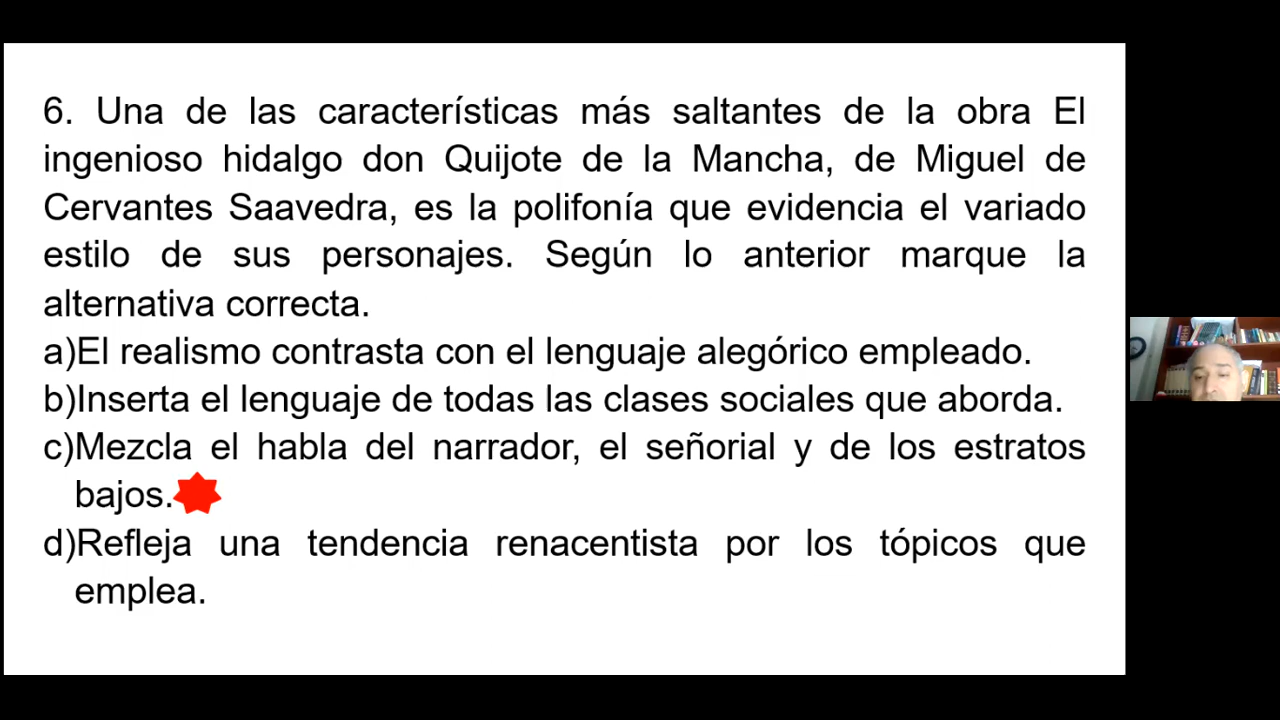 6. Una de las características más saltantes de la obra El
ingenioso hidalgo don Quijote de la Mancha, de Miguel de
Cervantes Saavedra, es la polifonía que evidencia el variado
estilo de sus personajes. Según lo anterior marque la
alternativa correcta.
a)El realismo contrasta con el lenguaje alegórico empleado.
b)Inserta el lenguaje de todas las clases sociales que aborda.
c)Mezcla el habla del narrador, el señorial y de los estratos
bajos.
d)Refleja una tendencia renacentista por los tópicos que
emplea.